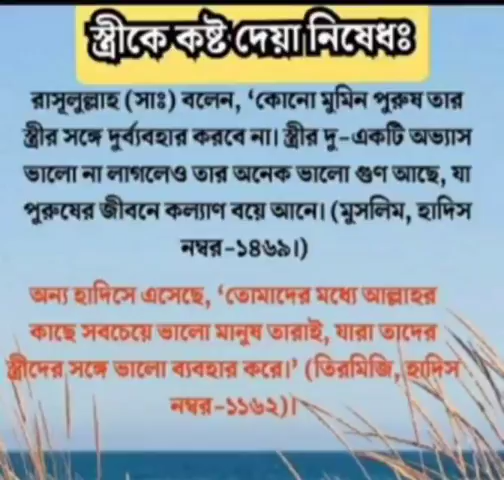 স্ত্রীকে কষ্ট দেয়া নিষেধঃ
রাসূলুল্লাহ (সাঃ) বলেন, ‘কোনো মুমিন পুরুষ তার
স্ত্রীর সঙ্গে দুর্ব্যবহার করবে না। স্ত্রীর দু-একটি অভ্যাস
ভালো না লাগলেও তার অনেক ভালো গুণ আছে, যা
পুরুষের জীবনে কল্যাণ বয়ে আনে। (মুসলিম, হাদিস
নম্বর-১৪৬৯।)
অন্য হাদিসে এসেছে, ‘তোমাদের মধ্যে আল্লাহর
কাছে সবচেয়ে ভালো মানুষ তারাই, যারা তাদের
স্ত্রীদের সঙ্গে ভালো ব্যবহার করে।’ (তিরমিজি, হাদিস
নম্বর-১১৬২)।